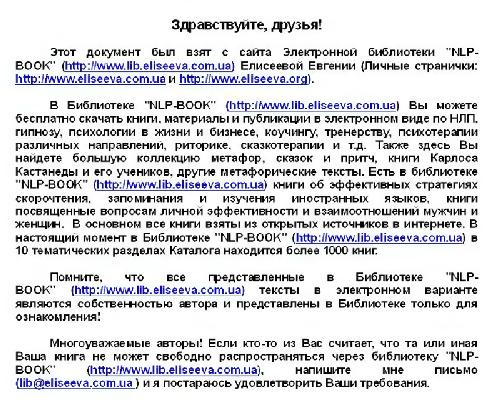 Здравствуйте, друзья!
Этот документ был взят с сайта Электронной библиотеки "NLP-
BOOK" (http://www.lib.eliseeva.com.ua) Елисеевой Евгении (Личные странички:
http://www.eliseeva.com.ua и http://www.eliseeva.org).
В Библиотеке "NLP-BOOK" (http://www.lib.eliseeva.com.ua) Вы можете
бесплатно скачать книги, материалы и публикации в электронном виде по НЛП,
гипнозу, психологии в жизни и бизнесе, коучингу, тренерству, психотерапии
различных направлений, риторике, сказкотерапии и т.д. Также здесь Вы
найдете большую коллекцию метафор, сказок и притч, книги Карлоса
Кастанеды и его учеников, другие метафорические тексты. Есть в библиотеке
"NLP-BOOK" (http://www.lib.eliseeva.com.ua) книги об эффективных стратегиях
скорочтения, запоминания и изучения иностранных языков, книги
посвященные вопросам личной эффективности и взаимоотношений мужчин и
женщин. В основном все книги взяты из открытых источников в интернете. В
настоящий момент в Библиотеке "NLP-BOOK" (http://www.lib.eliseeva.com.ua) в
10 тематических разделах Каталога находится более 1000 книг.
Помните, что все представленные в Библиотеке "NLP-
BOOK" (http://www.lib.eliseeva.com.ua) тексты в электронном варианте
являются собственностью автора и представлены в Библиотеке только для
ознакомления!
Многоуважаемые авторы! Если кто-то из Вас считает, что та или иная
Ваша книга не может свободно распространяться через библиотеку "NLP-
BOOK" (http://www.lib.eliseeva.com.ua), напишите мне письмо
(lib@eliseeva.com.ua ) и я постараюсь удовлетворить Ваши требования.